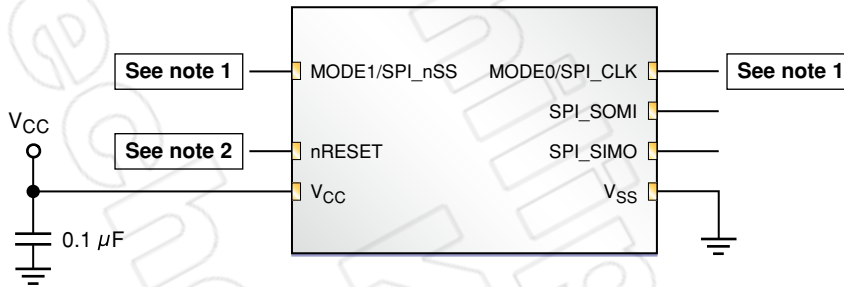 See note 1
MODE1/SPI_nSS
MODE0/SPI_CLK
See note 1
SPI_SOMI
VCC
See note 2
nRESET
SPI_SIMO
VCC
VSS
0.1 µF